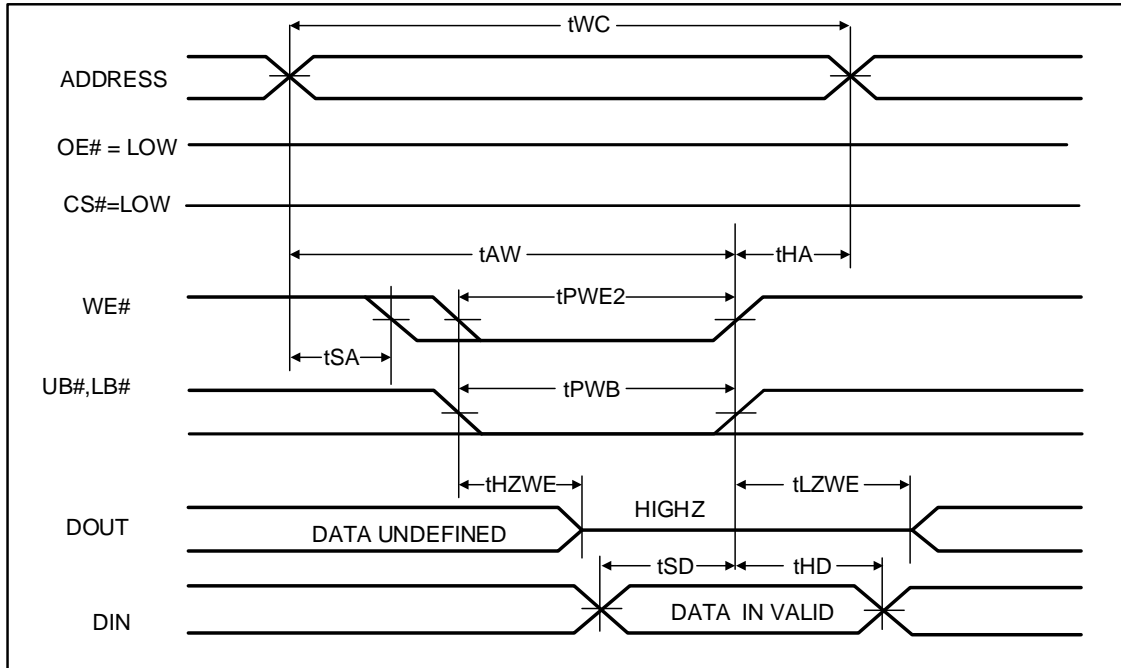 tWC
ADDRESS
OE# = LOW
CS#=LOW
tAW
tHA
WE#
tPWE2
tSA
UB#,LB#
tPWB
tHZWE
tLZWE
HIGHZ
DOUT
DATA UNDEFINED
tSD
tHD
DIN
DATA IN VALID